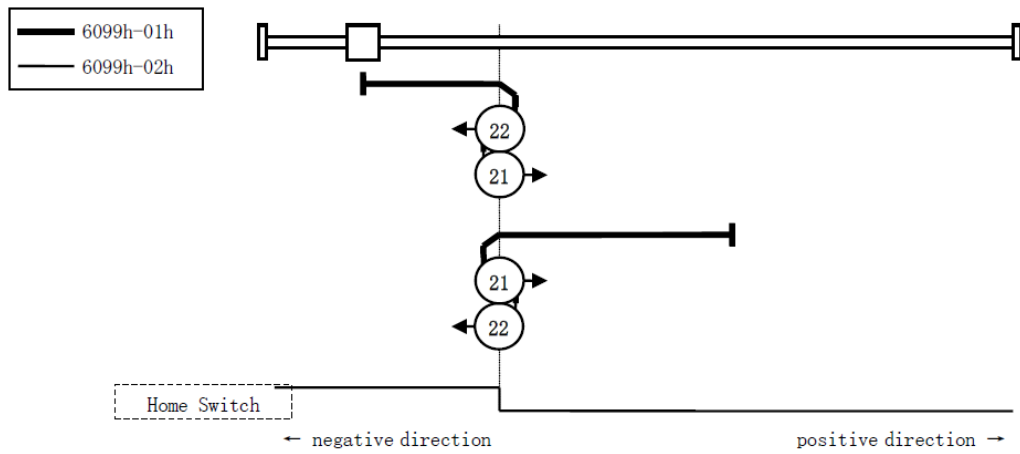 6099h-01h
6099h-02h
22
21
21
22
Home Switch
← negative direction
positive direction →